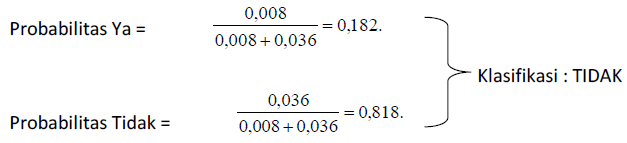 Probabilitas Ya = 0,008 / (0,008 + 0,036) = 0,182.
Klasifikasi : TIDAK
Probabilitas Tidak = 0,036 / (0,008 + 0,036) = 0,818.